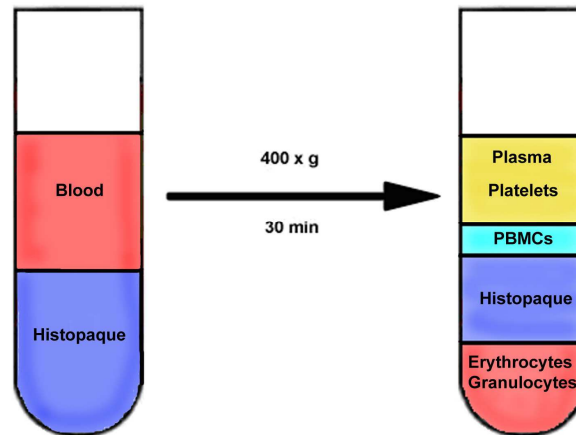 Blood
Histopaque
400 x g
30 min
Plasma
Platelets
PBMCs
Histopaque
Erythrocytes
Granulocytes